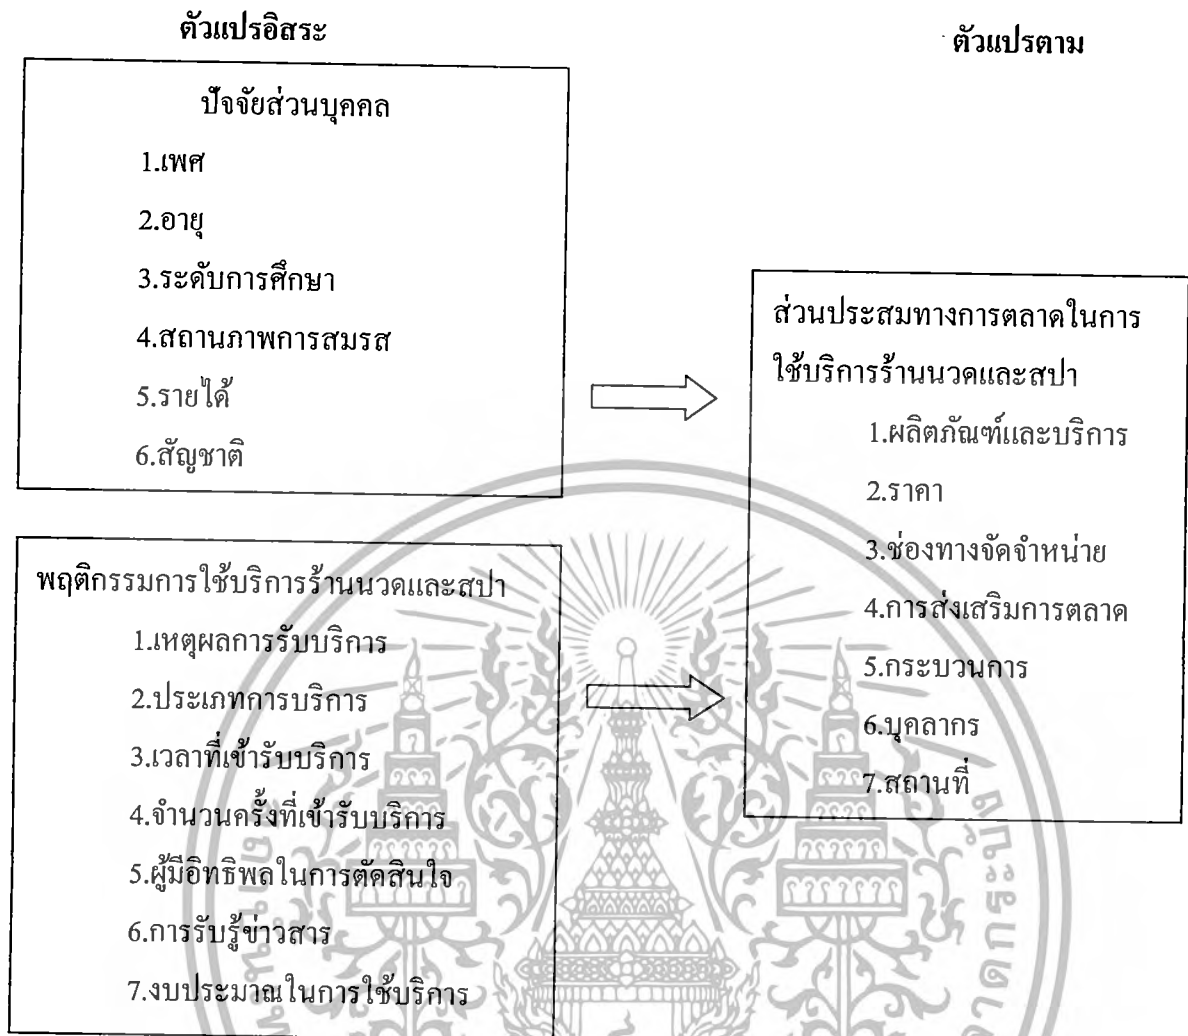 ตัวแปรอิสระ
ตัวแปรตาม
ปัจจัยส่วนบุคคล
1.เพศ
2.อายุ
3.ระดับการศึกษา
4.สถานภาพการสมรส
5.รายได้
6.สัญชาติ
พฤติกรรมการใช้บริการร้านนวดและสปา
1.เหตุผลการรับบริการ
2.ประเภทการบริการ
3.เวลาที่เข้ารับบริการ
4.จำนวนครั้งที่เข้ารับบริการ
5.ผู้มีอิทธิพลในการตัดสินใจ
6.การรับรู้ข่าวสาร
7.งบประมาณในการใช้บริการ
ส่วนประสมทางการตลาดในการ
ใช้บริการร้านนวดและสปา
1.ผลิตภัณฑ์และบริการ
2.ราคา
3.ช่องทางจัดจำหน่าย
4.การส่งเสริมการตลาด
5.กระบวนการ
6.บุคลากร
7.สถานที่